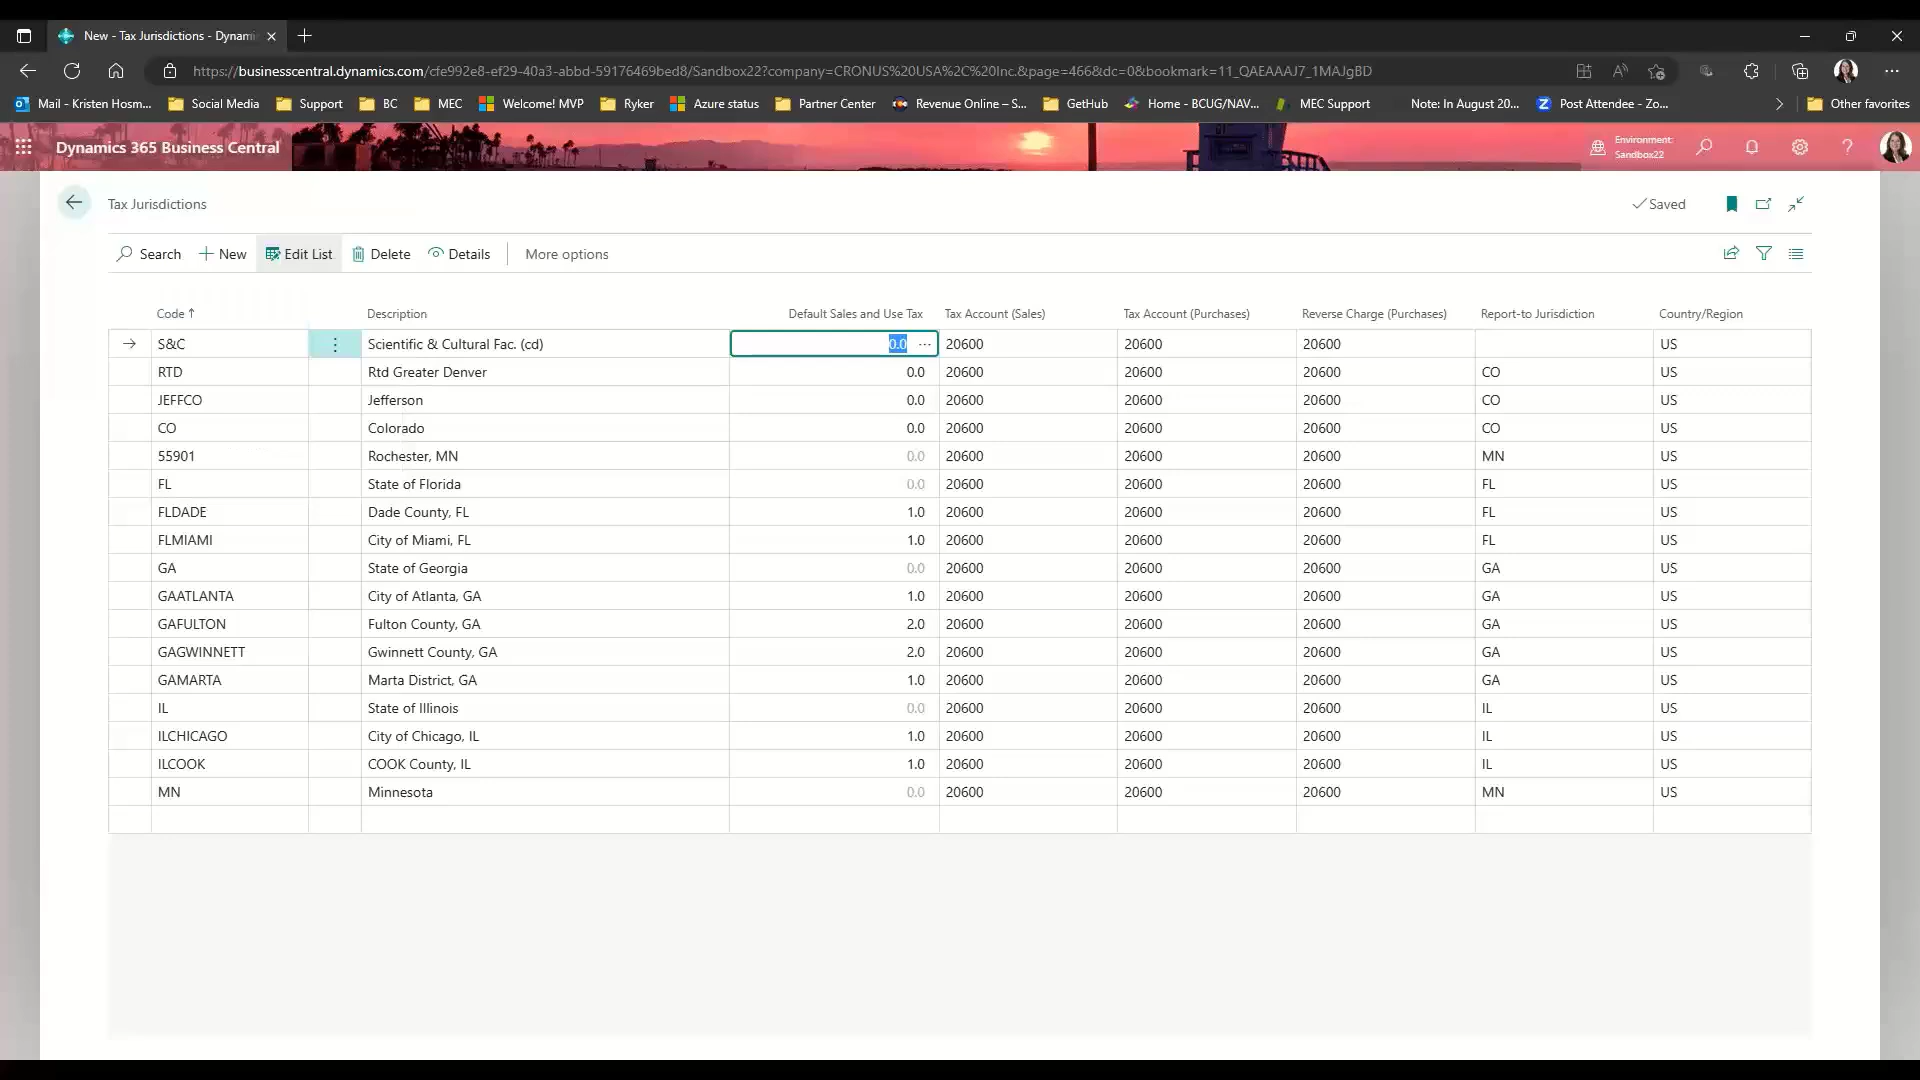 New - Tax Jurisdictions - Dynami
https://businesscentral.dynamics.com/cfe992e8-ef29-40a3-abbd-59176469bed8/Sandbox22?company=CRONUS%20USA%2C%20Inc.&page=466&dc=0&bookmark=11_QAEAAAJ7_1MAJgBD
Mail - Kristen Hosm... Social Media Support BC MEC Welcome! MVP Ryker Azure status Partner Center Revenue Online – S... GetHub Home - BCUG/NAV... MEC Support Note: In August 20... Post Attendee - Zo... Other favorites
Dynamics 365 Business Central
Environment:
Sandbox22
Tax Jurisdictions
Saved
Search New Edit List Delete Details More options
Code ↑ Description Default Sales and Use Tax Tax Account (Sales) Tax Account (Purchases) Reverse Charge (Purchases) Report-to Jurisdiction Country/Region
S&C Scientific & Cultural Fac. (cd) 0.0 ... 20600 20600 20600 US
RTD Rtd Greater Denver 0.0 20600 20600 20600 CO US
JEFFCO Jefferson 0.0 20600 20600 20600 CO US
CO Colorado 0.0 20600 20600 20600 CO US
55901 Rochester, MN 0.0 20600 20600 20600 MN US
FL State of Florida 0.0 20600 20600 20600 FL US
FLDADE Dade County, FL 1.0 20600 20600 20600 FL US
FLMIAMI City of Miami, FL 1.0 20600 20600 20600 FL US
GA State of Georgia 0.0 20600 20600 20600 GA US
GAATLANTA City of Atlanta, GA 1.0 20600 20600 20600 GA US
GAFULTON Fulton County, GA 2.0 20600 20600 20600 GA US
GAGWINNETT Gwinnett County, GA 2.0 20600 20600 20600 GA US
GAMARTA Marta District, GA 1.0 20600 20600 20600 GA US
IL State of Illinois 0.0 20600 20600 20600 IL US
ILCHICAGO City of Chicago, IL 1.0 20600 20600 20600 IL US
ILCOOK COOK County, IL 1.0 20600 20600 20600 IL US
MN Minnesota 0.0 20600 20600 20600 MN US